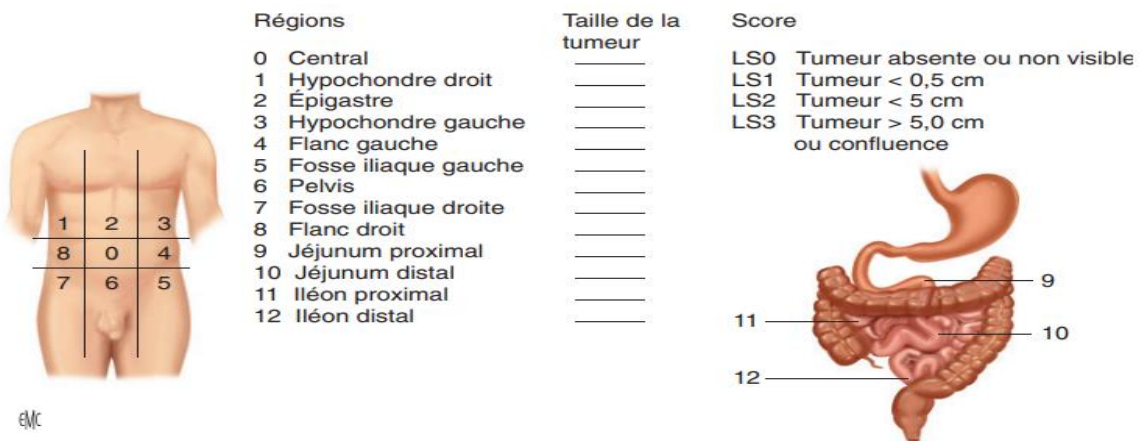 Régions
Taille de la
tumeur
Score
0 Central
1 Hypochondre droit
2 Épigastre
3 Hypochondre gauche
4 Flanc gauche
5 Fosse iliaque gauche
6 Pelvis
7 Fosse iliaque droite
8 Flanc droit
9 Jéjunum proximal
10 Jéjunum distal
11 Iléon proximal
12 Iléon distal
LS0 Tumeur absente ou non visible
LS1 Tumeur < 0,5 cm
LS2 Tumeur < 5 cm
LS3 Tumeur > 5,0 cm
ou confluence
1 2 3
8 0 4
7 6 5
9
11
10
12
EMC